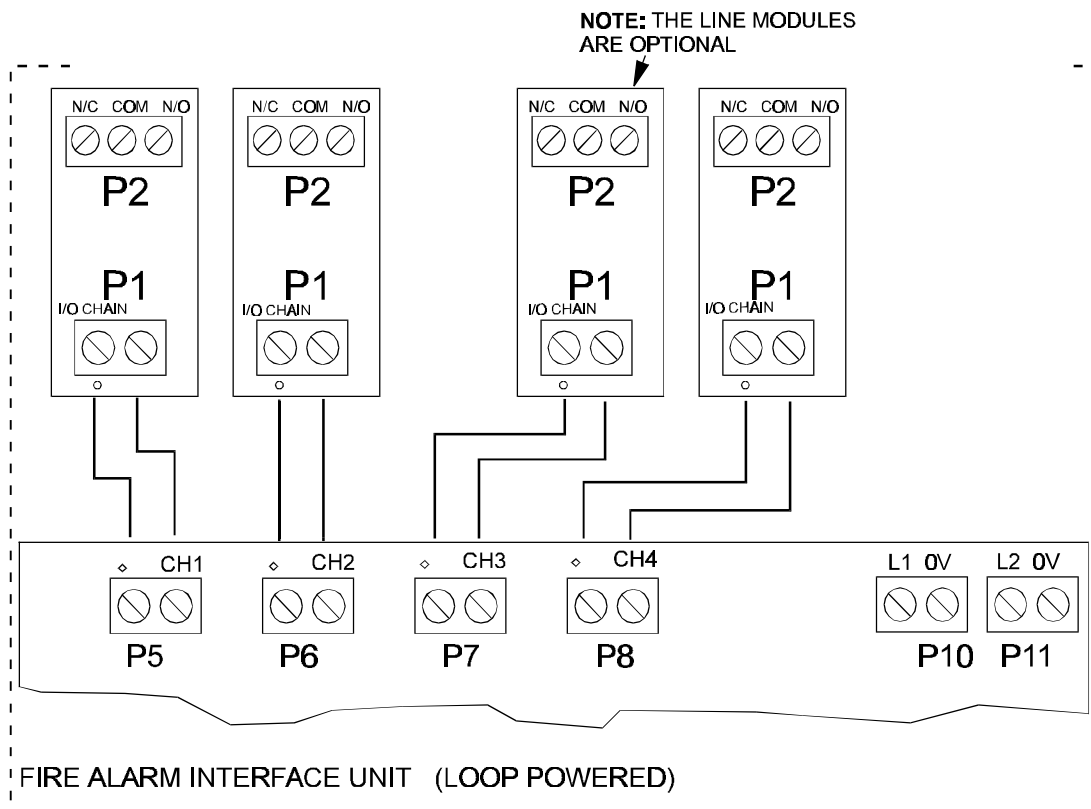 NOTE: THE LINE MODULES
ARE OPTIONAL
N/C COM N/O
N/C COM N/O
N/C COM N/O
N/C COM N/O
P2
P2
P2
P2
P1
P1
P1
P1
I/O CHAIN
I/O CHAIN
I/O CHAIN
I/O CHAIN
CH1
CH2
CH3
CH4
L1 0V
L2 0V
P5
P6
P7
P8
P10
P11
FIRE ALARM INTERFACE UNIT (LOOP POWERED)